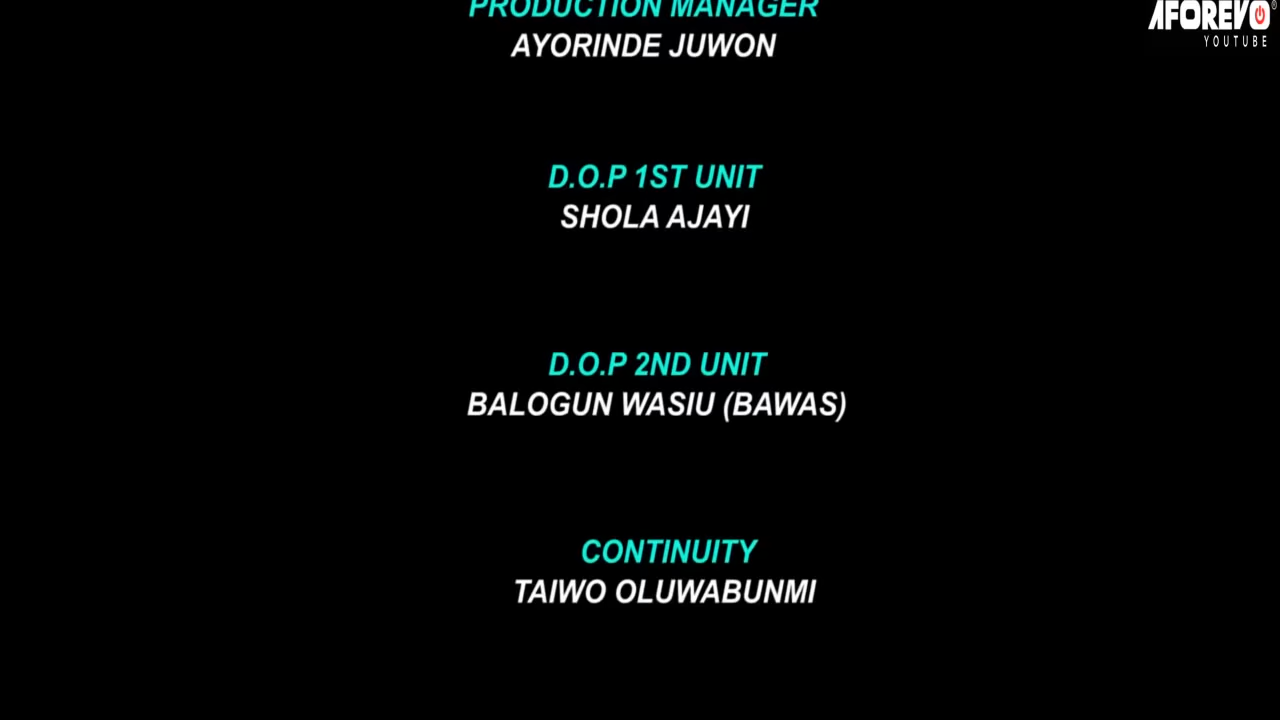 PRODUCTION MANAGER
AYORINDE JUWON
AFOREVO
YOUTUBE
D.O.P 1ST UNIT
SHOLA AJAYI
D.O.P 2ND UNIT
BALOGUN WASIU (BAWAS)
CONTINUITY
TAIWO OLUWABUNMI